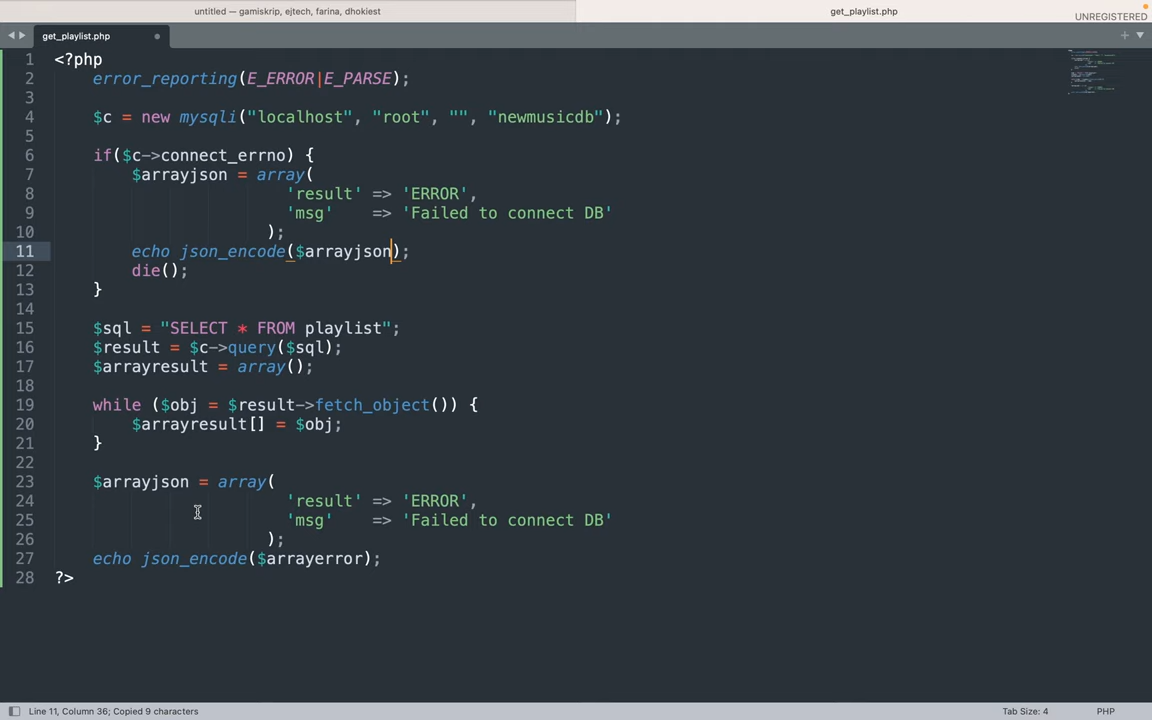 untitled — gamiskrip, ejtech, farina, dhokiest
get_playlist.php
UNREGISTERED
get_playlist.php
1 <?php
2 error_reporting(E_ERROR|E_PARSE);
3
4 $c = new mysqli("localhost", "root", "", "newmusicdb");
5
6 if($c->connect_errno) {
7 $arrayjson = array(
8 'result' => 'ERROR',
9 'msg' => 'Failed to connect DB'
10 );
11 echo json_encode($arrayjson);
12 die();
13 }
14
15 $sql = "SELECT * FROM playlist";
16 $result = $c->query($sql);
17 $arrayresult = array();
18
19 while ($obj = $result->fetch_object()) {
20 $arrayresult[] = $obj;
21 }
22
23 $arrayjson = array(
24 'result' => 'ERROR',
25 'msg' => 'Failed to connect DB'
26 );
27 echo json_encode($arrayerror);
28 ?>
Line 11, Column 36; Copied 9 characters
Tab Size: 4
PHP